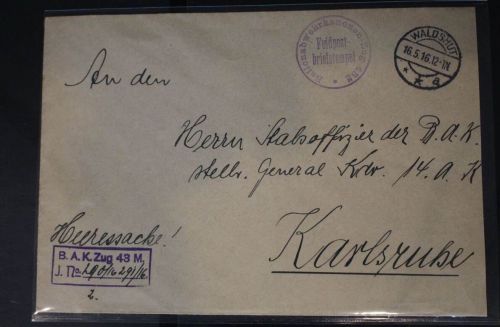 Feldpost-
briefstempel
WALDSHUT
16.5.16.12-1N.
* a
An den
Herrn Stabsoffizier der B.A.K.
stellv. General Kdo. 14. A.K
Heeressache!
Karlsruhe
B. A. K. Zug 43 M.
J. No.
2.